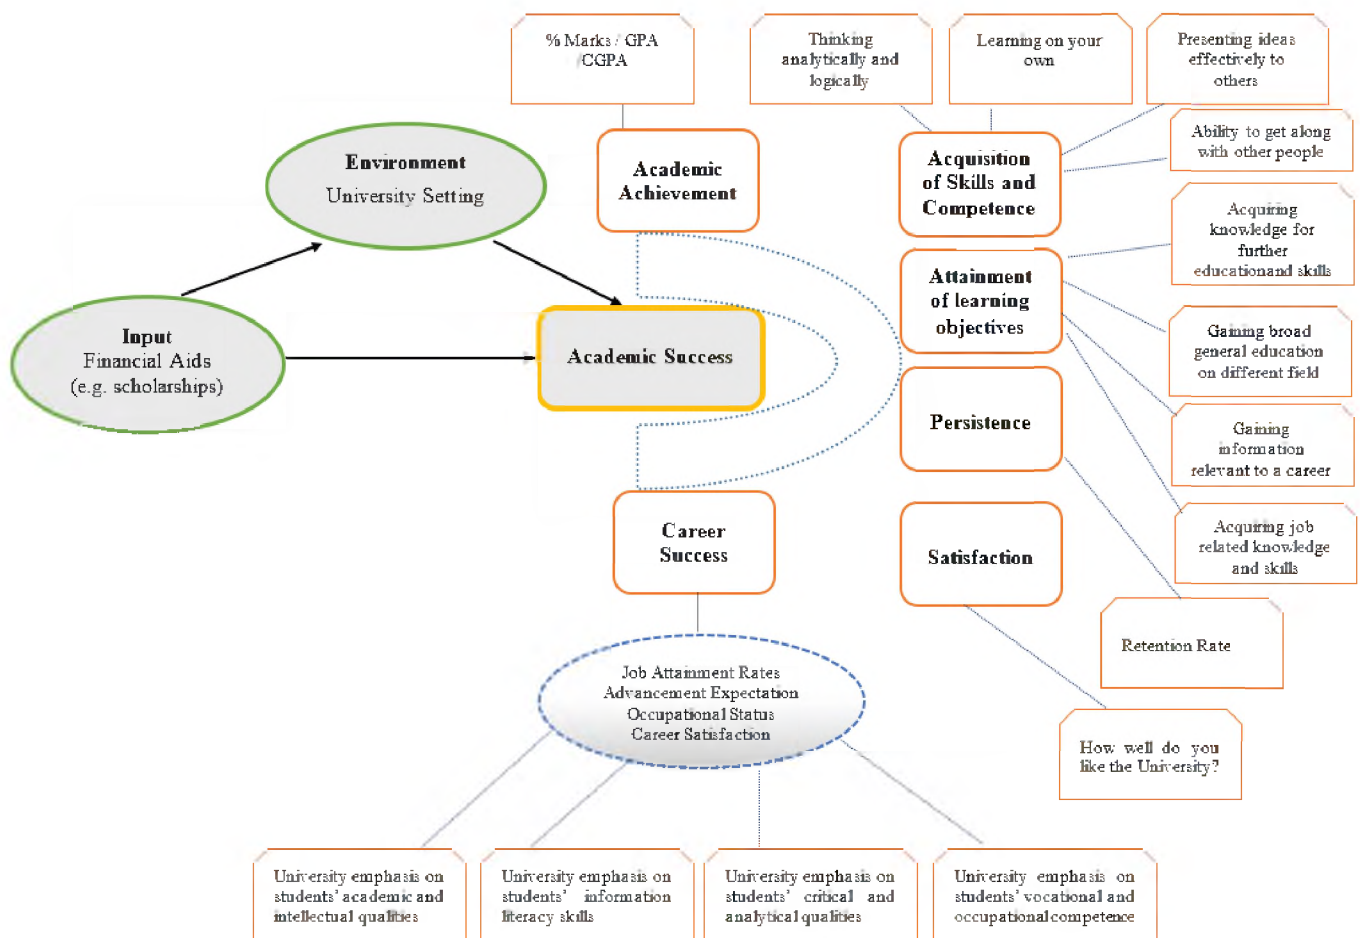 % Marks / GPA
/CGPA
Thinking
analytically and
logically
Learning on your
own
Presenting ideas
effectively to
others
Ability to get along
with other people
Environment
University Setting
Academic
Achievement
Acquisition
of Skills and
Competence
Acquiring
knowledge for
further
educationand skills
Attainment
of learning
objectives
Input
Financial Aids
(e.g. scholarships)
Academic Success
Gaining broad
general education
on different field
Persistence
Gaining
information
relevant to a career
Career
Success
Satisfaction
Acquiring job
related knowledge
and skills
Retention Rate
Job Attainment Rates
Advancement Expectation
Occupational Status
Career Satisfaction
How well do you
like the University?
University emphasis on
students' academic and
intellectual qualities
University emphasis on
students' information
literacy skills
University emphasis on
students' critical and
analytical qualities
University emphasis on
students' vocational and
occupational competence